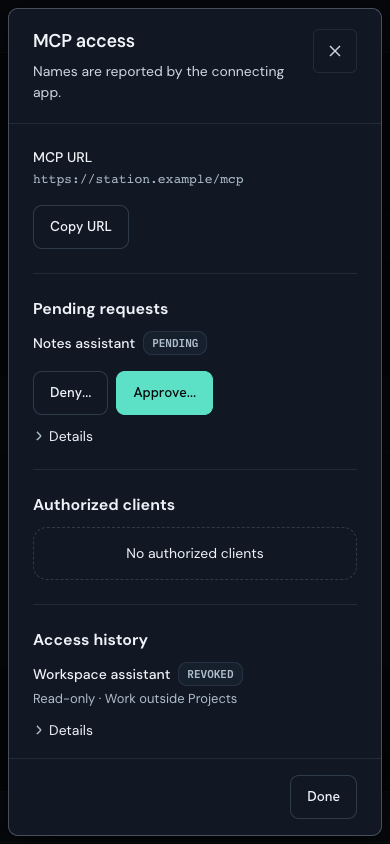 MCP access
Names are reported by the connecting
app.
MCP URL
https://station.example/mcp
Copy URL
Pending requests
Notes assistant PENDING
Deny... Approve...
Details
Authorized clients
No authorized clients
Access history
Workspace assistant REVOKED
Read-only · Work outside Projects
Details
Done